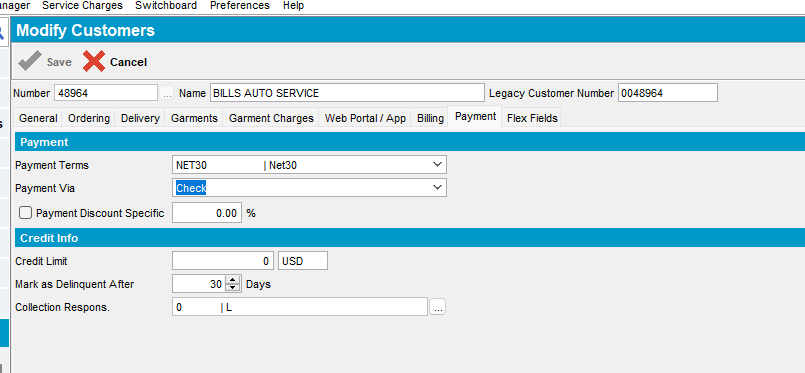 anager Service Charges Switchboard Preferences Help
Modify Customers
Save Cancel
Number 48964 ... Name BILLS AUTO SERVICE Legacy Customer Number 0048964
General Ordering Delivery Garments Garment Charges Web Portal / App Billing Payment Flex Fields
Payment
Payment Terms NET30 | Net30
Payment Via Check
Payment Discount Specific 0.00 %
Credit Info
Credit Limit 0 USD
Mark as Delinquent After 30 Days
Collection Respons. 0 | L ...